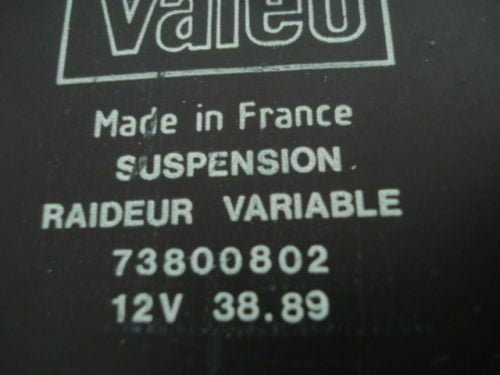 Valeo
Made in France
SUSPENSION
RAIDEUR VARIABLE
73800802
12V 38.89